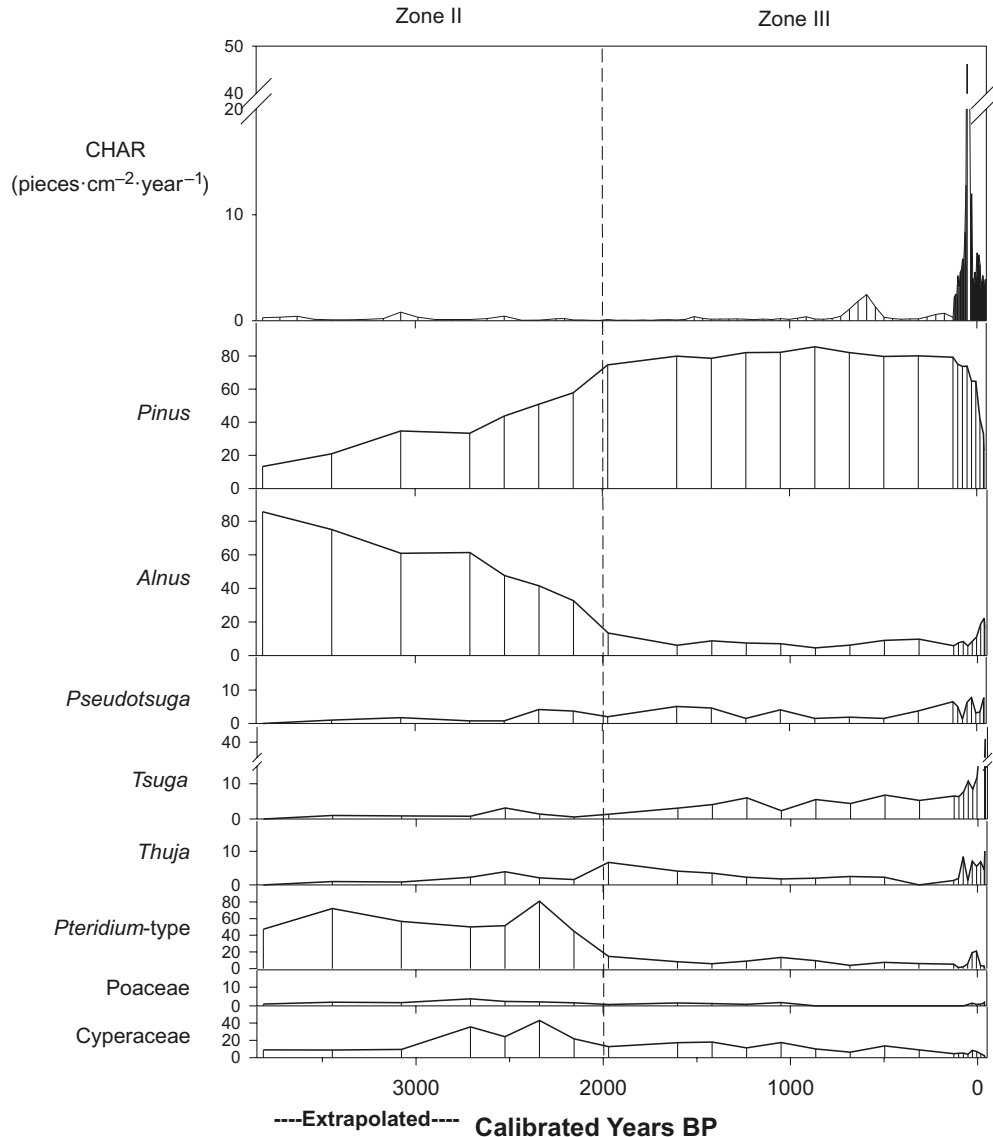 Zone II Zone III
50
40
20
CHAR
(pieces·cm⁻²·year⁻¹)
10
0
80
60
Pinus
40
20
0
80
60
Alnus
40
20
0
Pseudotsuga
10
0
40
Tsuga
10
0
Thuja
10
0
80
60
Pteridium-type
40
20
0
Poaceae
10
0
40
Cyperaceae
20
0
3000 2000 1000 0
----Extrapolated---- Calibrated Years BP